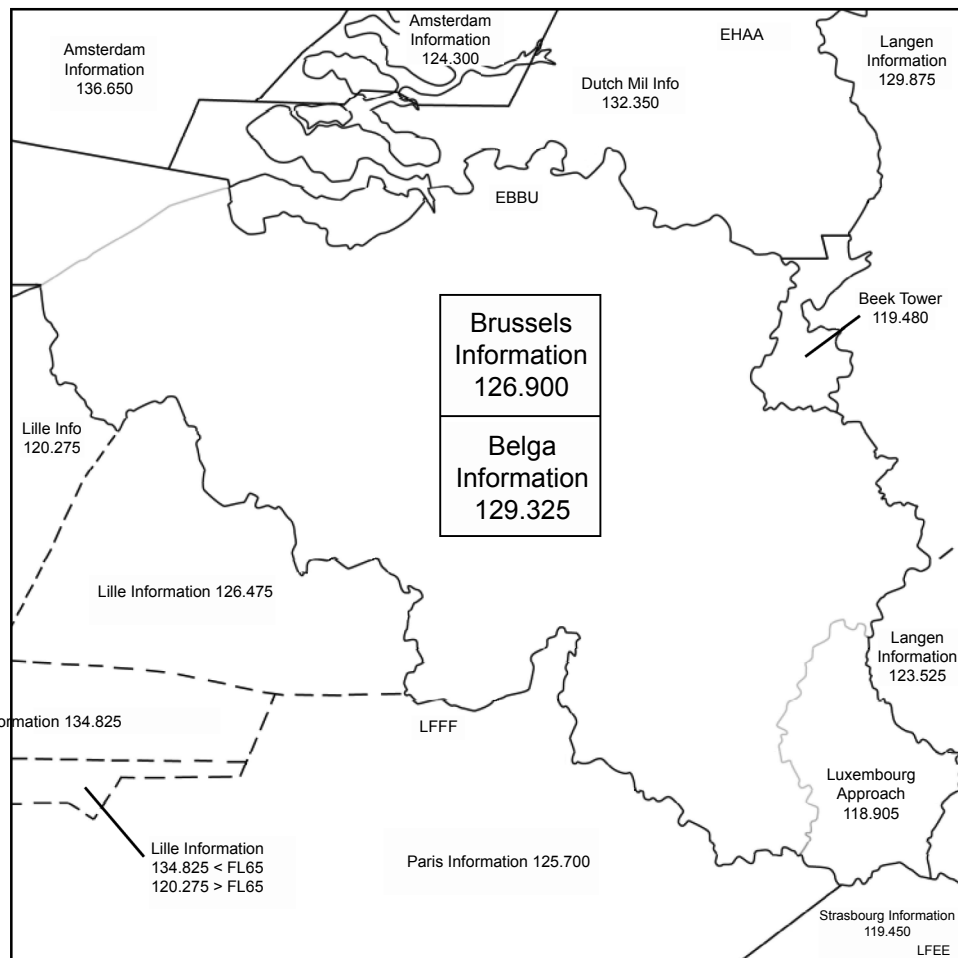 Amsterdam
Information
136.650
Amsterdam
Information
124.300
EHAA
Langen
Information
129.875
Dutch Mil Info
132.350
EBBU
Beek Tower
119.480
Brussels
Information
126.900
Belga
Information
129.325
Lille Info
120.275
Lille Information 126.475
Langen
Information
123.525
ormation 134.825
LFFF
Luxembourg
Approach
118.905
Lille Information
134.825 < FL65
120.275 > FL65
Paris Information 125.700
Strasbourg Information
119.450
LFEE